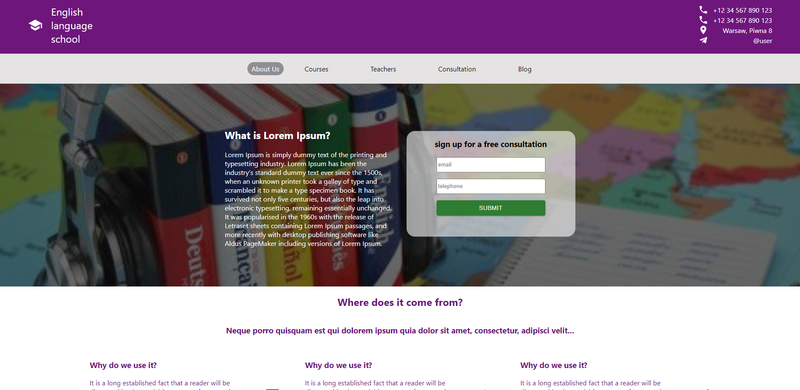 English
language
school
+12 34 567 890 123
+12 34 567 890 123
Warsaw, Piwna 8
@user
About Us
Courses
Teachers
Consultation
Blog
What is Lorem Ipsum?
Lorem Ipsum is simply dummy text of the printing and
typesetting industry. Lorem Ipsum has been the
industry's standard dummy text ever since the 1500s,
when an unknown printer took a galley of type and
scrambled it to make a type specimen book. It has
survived not only five centuries, but also the leap into
electronic typesetting, remaining essentially unchanged.
It was popularised in the 1960s with the release of
Letraset sheets containing Lorem Ipsum passages, and
more recently with desktop publishing software like
Aldus PageMaker including versions of Lorem Ipsum.
sign up for a free consultation
email
telephone
SUBMIT
Deutsch
Where does it come from?
Neque porro quisquam est qui dolorem ipsum quia dolor sit amet, consectetur, adipisci velit...
Why do we use it?
It is a long established fact that a reader will be
Why do we use it?
It is a long established fact that a reader will be
Why do we use it?
It is a long established fact that a reader will be